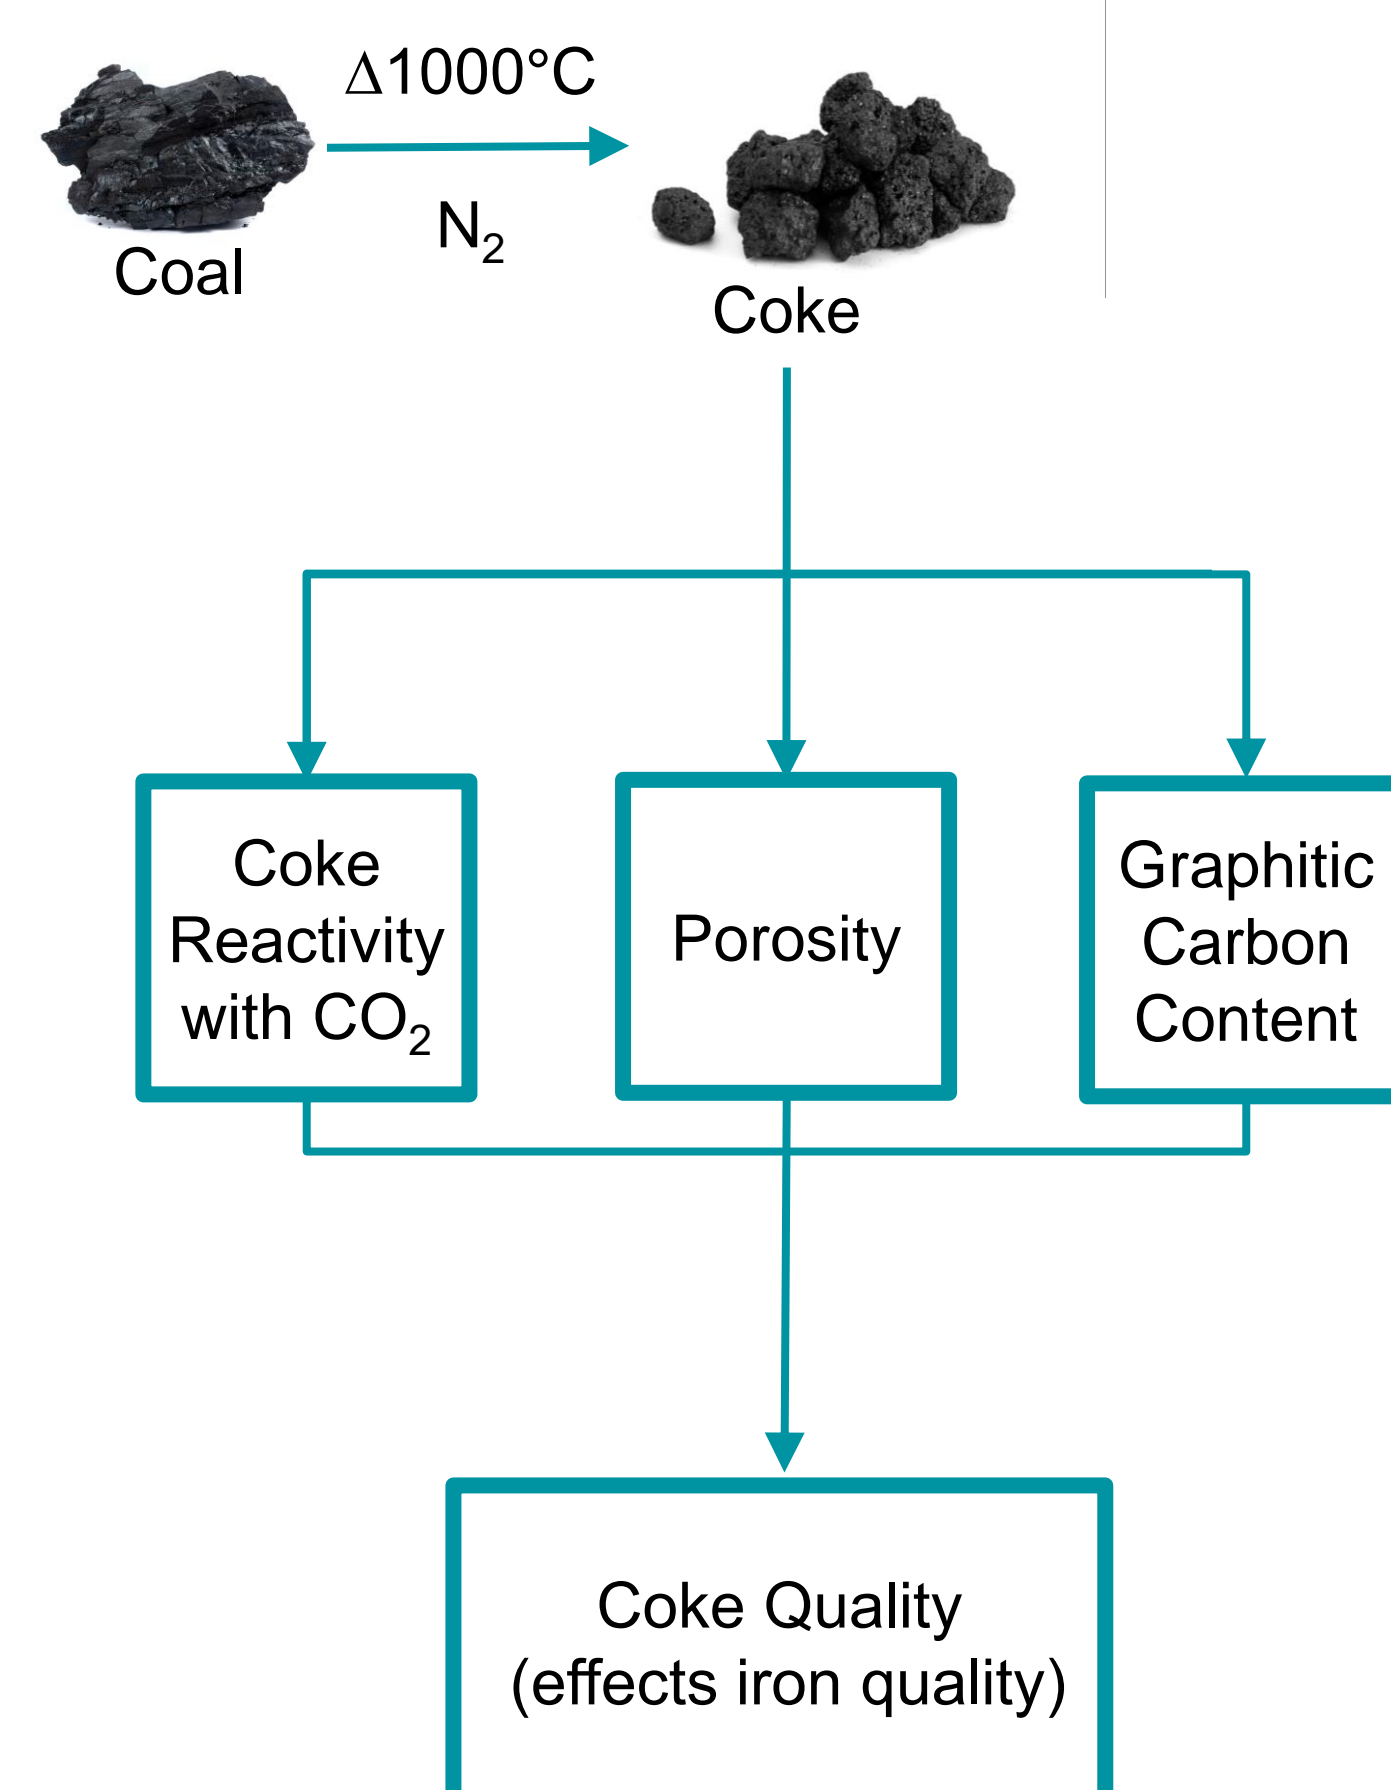 Δ1000°C
N₂
Coal
Coke
Coke
Reactivity
with CO₂
Porosity
Graphitic
Carbon
Content
Coke Quality
(effects iron quality)